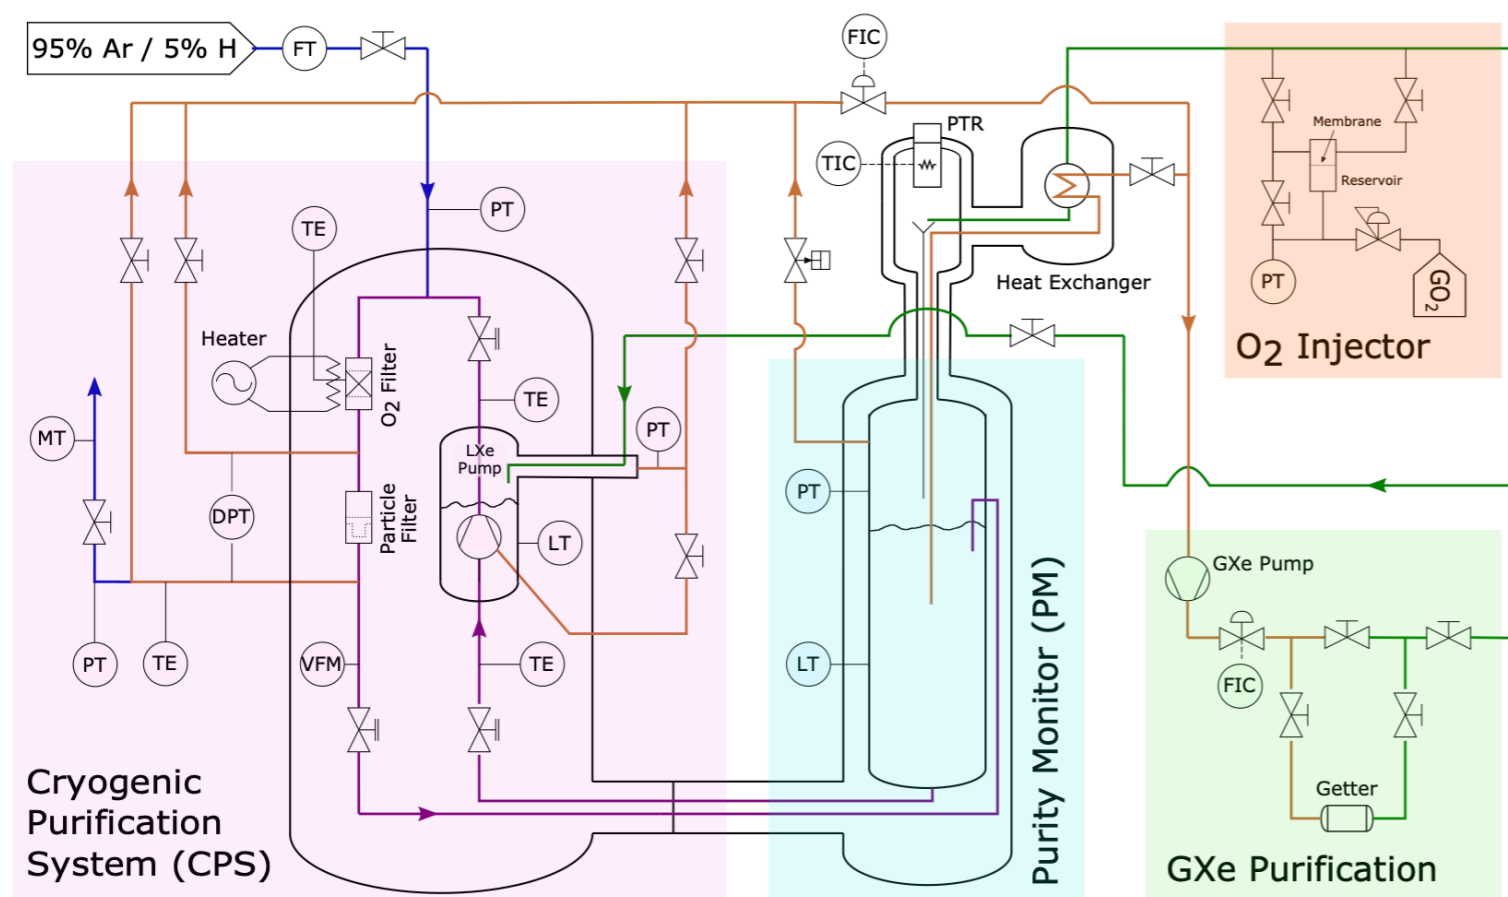 95% Ar / 5% H
FT
FIC
PTR
TIC
Heat Exchanger
Membrane
Reservoir
PT
GO2
O2 Injector
PT
TE
Heater
O2 Filter
TE
LXe
Pump
PT
MT
DPT
Particle
Filter
LT
PT
TE
VFM
TE
PT
LT
Purity Monitor (PM)
GXe Pump
FIC
Getter
GXe Purification
Cryogenic
Purification
System (CPS)